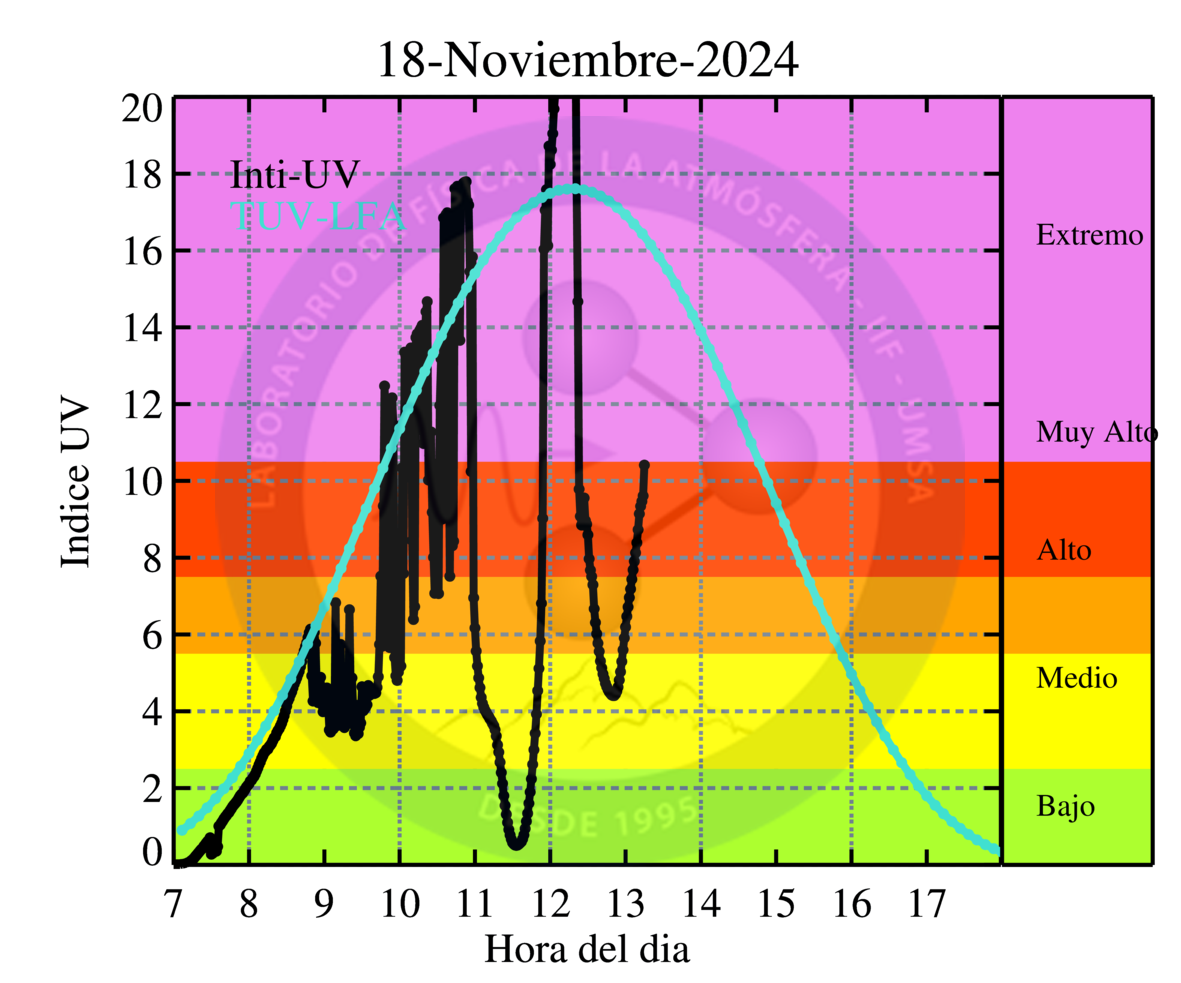 18-Noviembre-2024
Inti-UV
TUV-LFA
Indice UV
20
18
16
14
12
10
8
6
4
2
0
7 8 9 10 11 12 13 14 15 16 17
Hora del dia
Extremo
Muy Alto
Alto
Medio
Bajo
LABORATORIO DE FÍSICA DE LA ATMÓSFERA - IIF - UMSA
DESDE 1995